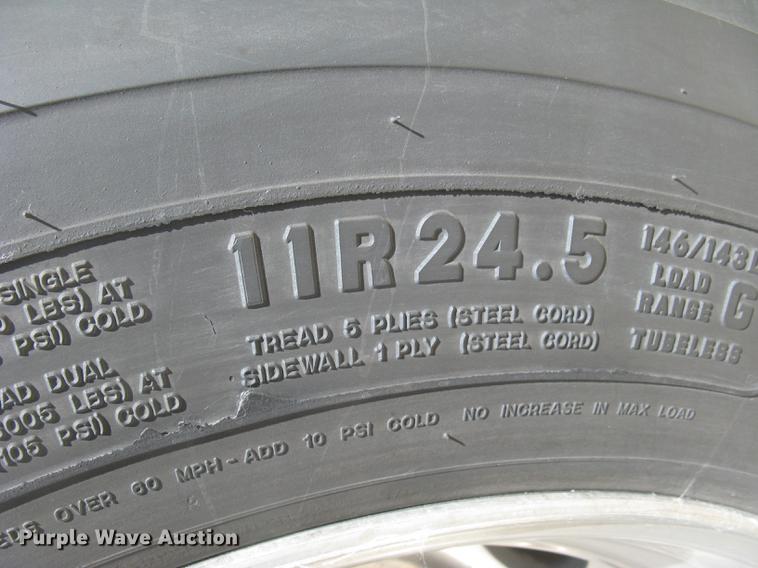 SINGLE
LBS) AT
PSI) COLD
DUAL
LBS) AT
(105 PSI) COLD
11R24.5
TREAD 5 PLIES (STEEL CORD)
SIDEWALL 1 PLY (STEEL CORD)
146/143L
LOAD
RANGE G
TUBELESS
OVER 60 MPH - ADD 10 PSI COLD NO INCREASE IN MAX LOAD
Purple Wave Auction